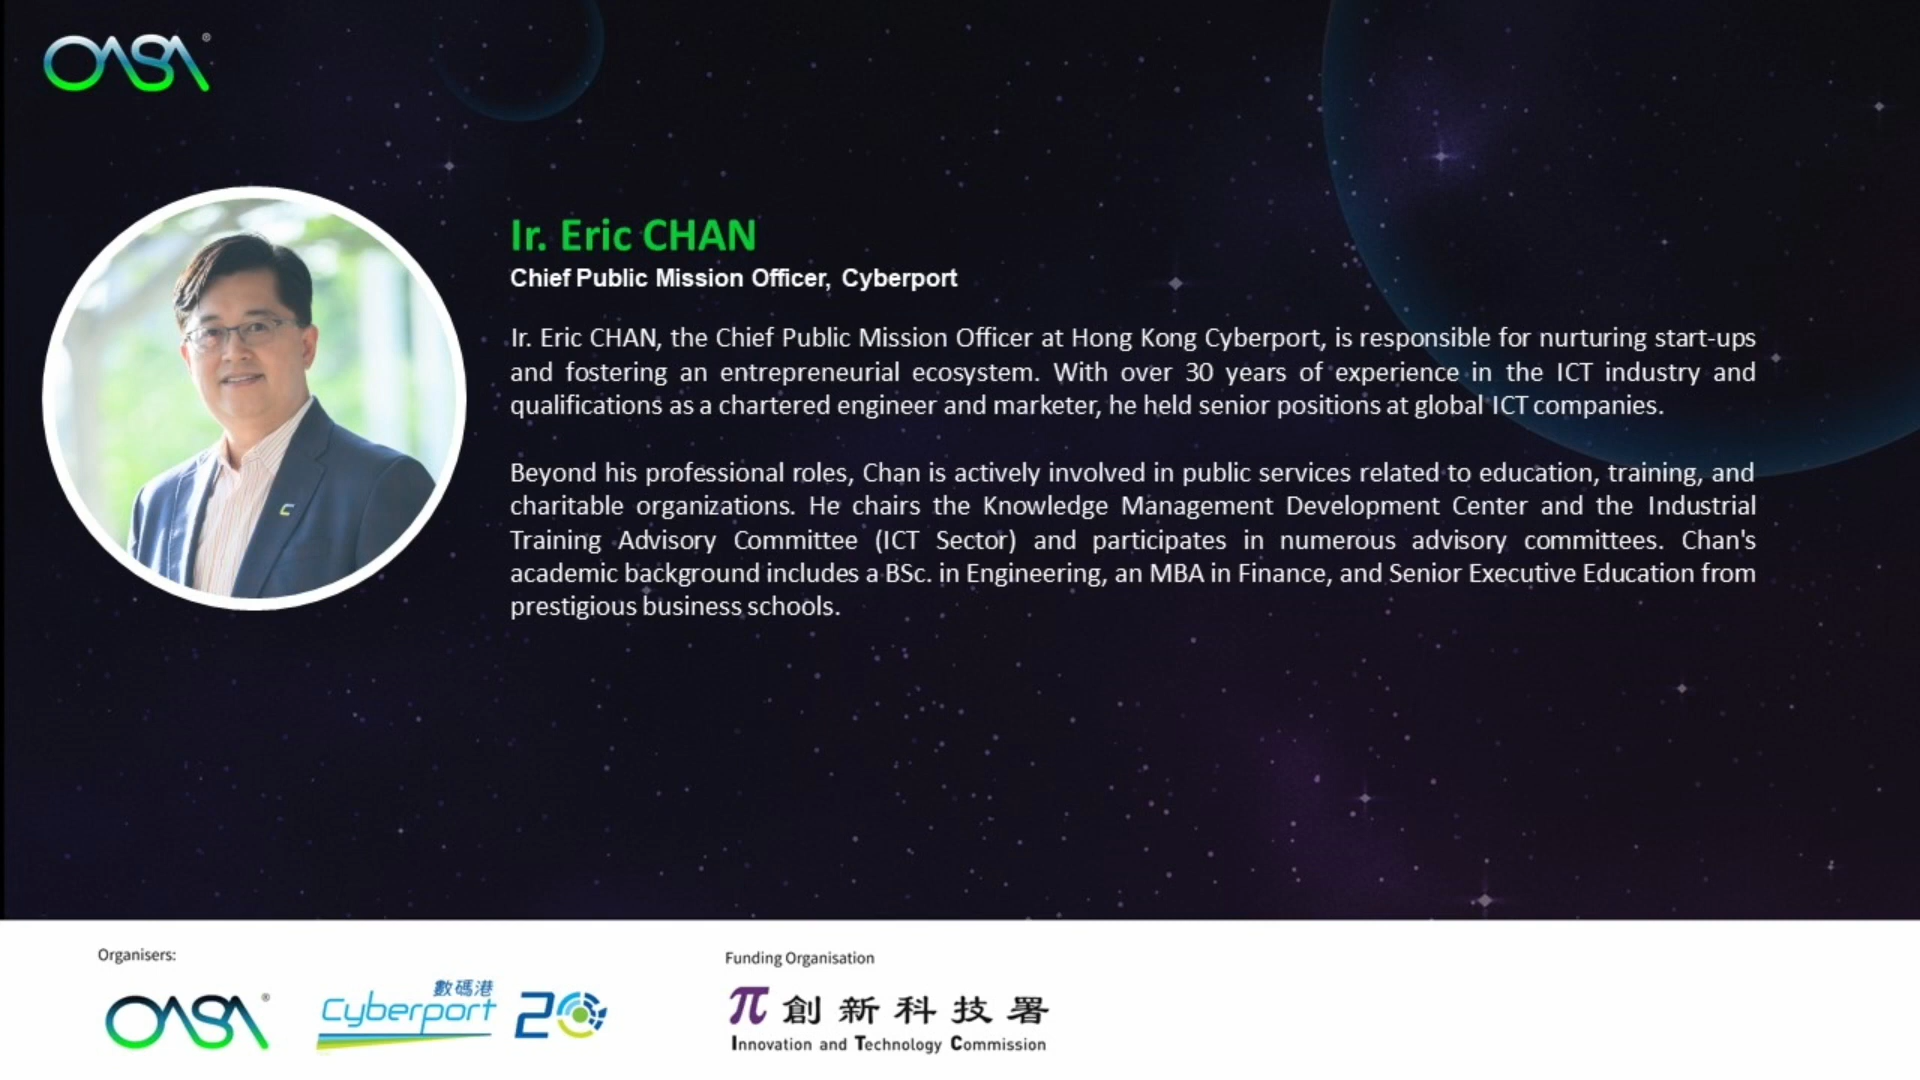 OASA®
Ir. Eric CHAN
Chief Public Mission Officer, Cyberport
Ir. Eric CHAN, the Chief Public Mission Officer at Hong Kong Cyberport, is responsible for nurturing start-ups
and fostering an entrepreneurial ecosystem. With over 30 years of experience in the ICT industry and
qualifications as a chartered engineer and marketer, he held senior positions at global ICT companies.
Beyond his professional roles, Chan is actively involved in public services related to education, training, and
charitable organizations. He chairs the Knowledge Management Development Center and the Industrial
Training Advisory Committee (ICT Sector) and participates in numerous advisory committees. Chan's
academic background includes a BSc. in Engineering, an MBA in Finance, and Senior Executive Education from
prestigious business schools.
Organisers:
OASA®
數碼港
Cyberport 20
Funding Organisation
創新科技署
Innovation and Technology Commission